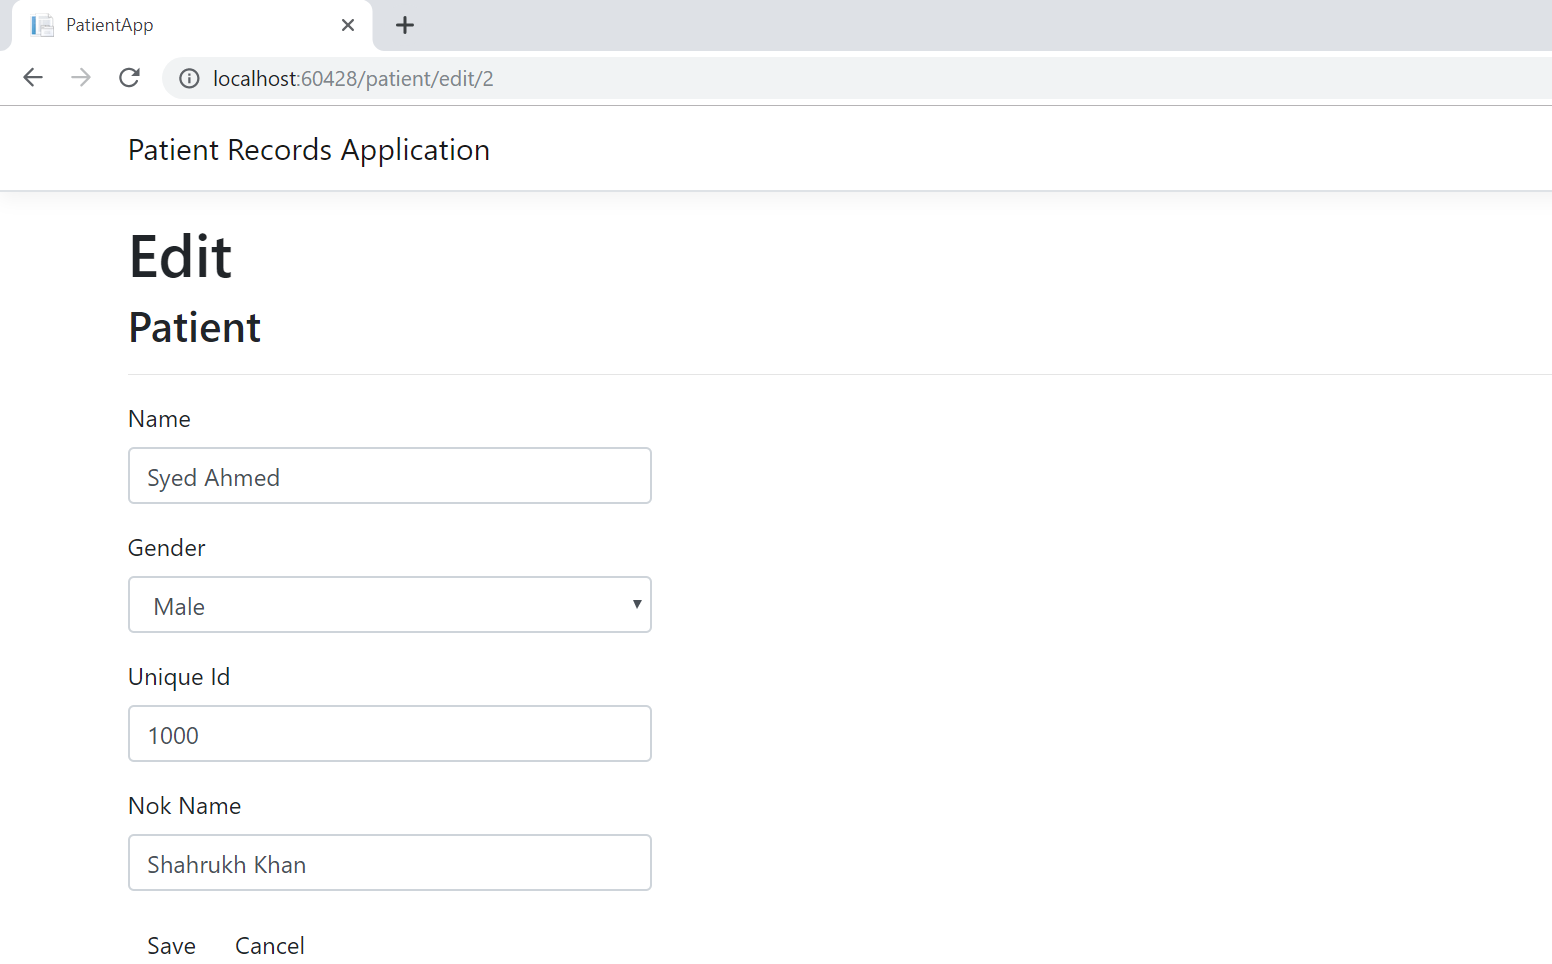 PatientApp
localhost:60428/patient/edit/2
Patient Records Application
Edit
Patient
Name
Syed Ahmed
Gender
Male
Unique Id
1000
Nok Name
Shahrukh Khan
Save Cancel